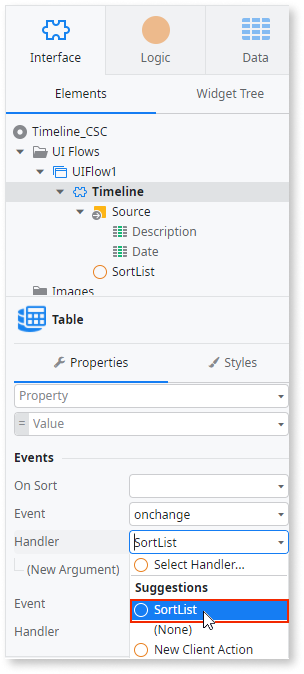 Interface Logic Data
Elements Widget Tree
Timeline_CSC
UI Flows
UIFlow1
Timeline
Source
Description
Date
SortList
Images
Table
Properties Styles
Property
= Value
Events
On Sort
Event onchange
Handler SortList
(New Argument) Select Handler...
Suggestions
Event SortList
Handler (None)
New Client Action